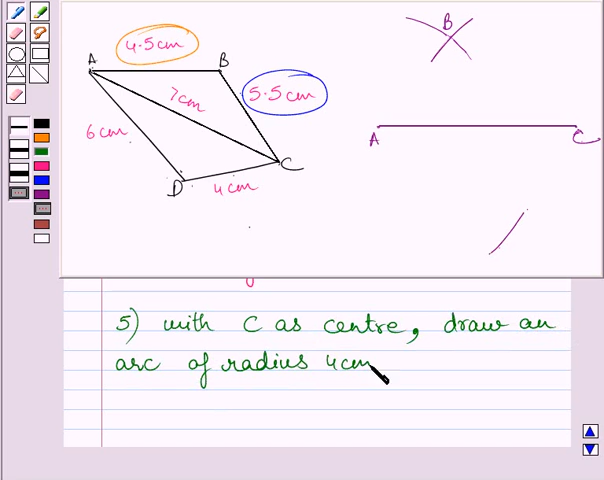 4.5cm
A
B
B
7cm
5.5cm
6cm
A
C
C
D
4cm
5) with C as centre, draw an
arc of radius 4cm